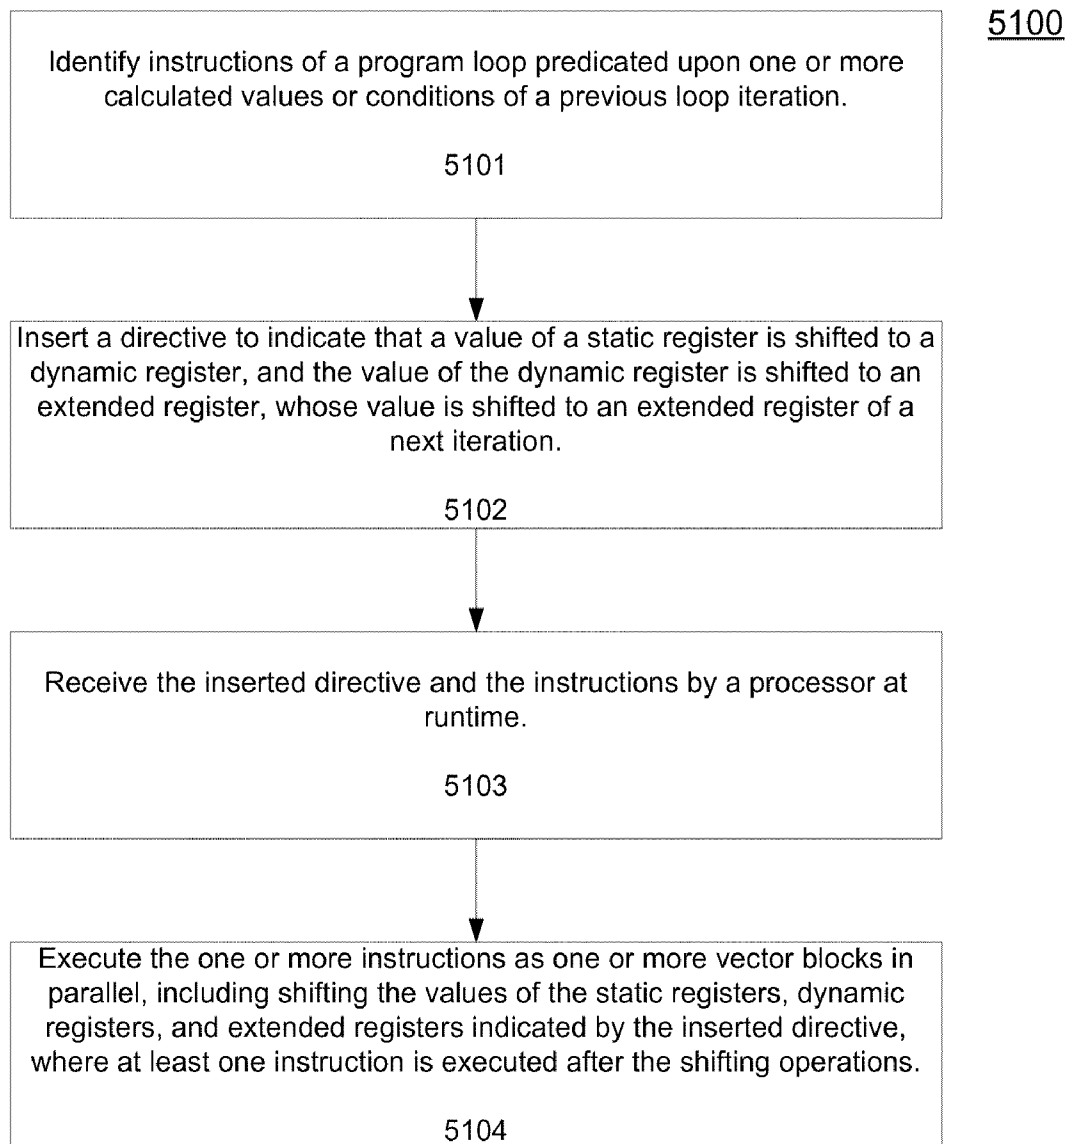 5100
Identify instructions of a program loop predicated upon one or more
calculated values or conditions of a previous loop iteration.
5101
Insert a directive to indicate that a value of a static register is shifted to a
dynamic register, and the value of the dynamic register is shifted to an
extended register, whose value is shifted to an extended register of a
next iteration.
5102
Receive the inserted directive and the instructions by a processor at
runtime.
5103
Execute the one or more instructions as one or more vector blocks in
parallel, including shifting the values of the static registers, dynamic
registers, and extended registers indicated by the inserted directive,
where at least one instruction is executed after the shifting operations.
5104